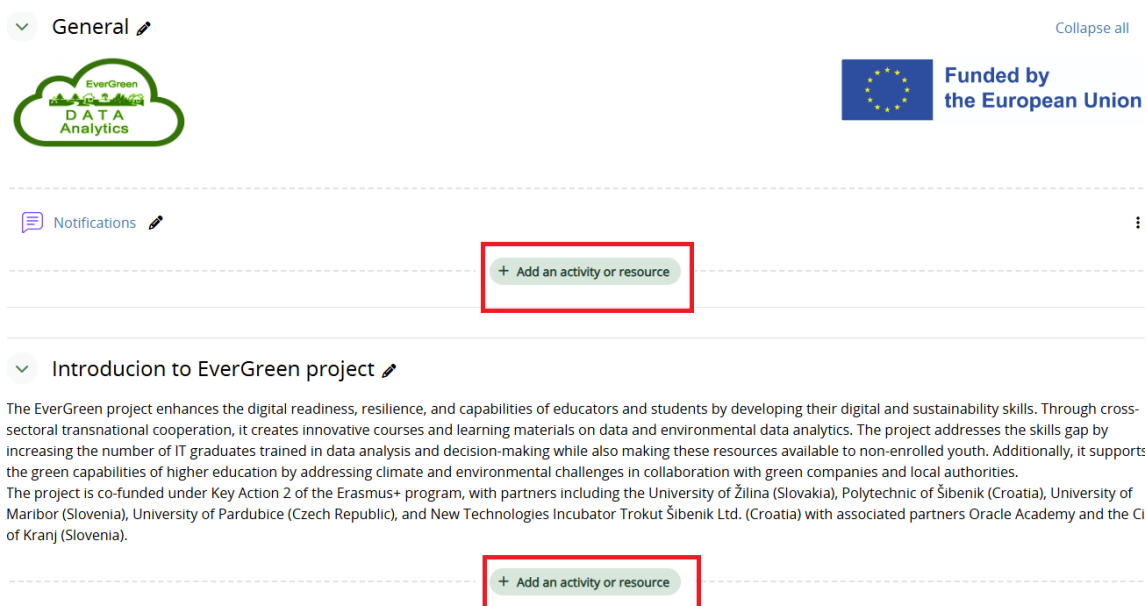 General
Collapse all
EverGreen
DATA
Analytics
Funded by
the European Union
Notifications
+ Add an activity or resource
Introducion to EverGreen project
The EverGreen project enhances the digital readiness, resilience, and capabilities of educators and students by developing their digital and sustainability skills. Through cross-
sectoral transnational cooperation, it creates innovative courses and learning materials on data and environmental data analytics. The project addresses the skills gap by
increasing the number of IT graduates trained in data analysis and decision-making while also making these resources available to non-enrolled youth. Additionally, it supports
the green capabilities of higher education by addressing climate and environmental challenges in collaboration with green companies and local authorities.
The project is co-funded under Key Action 2 of the Erasmus+ program, with partners including the University of Žilina (Slovakia), Polytechnic of Šibenik (Croatia), University of
Maribor (Slovenia), University of Pardubice (Czech Republic), and New Technologies Incubator Trokut Šibenik Ltd. (Croatia) with associated partners Oracle Academy and the Ci
of Kranj (Slovenia).
+ Add an activity or resource